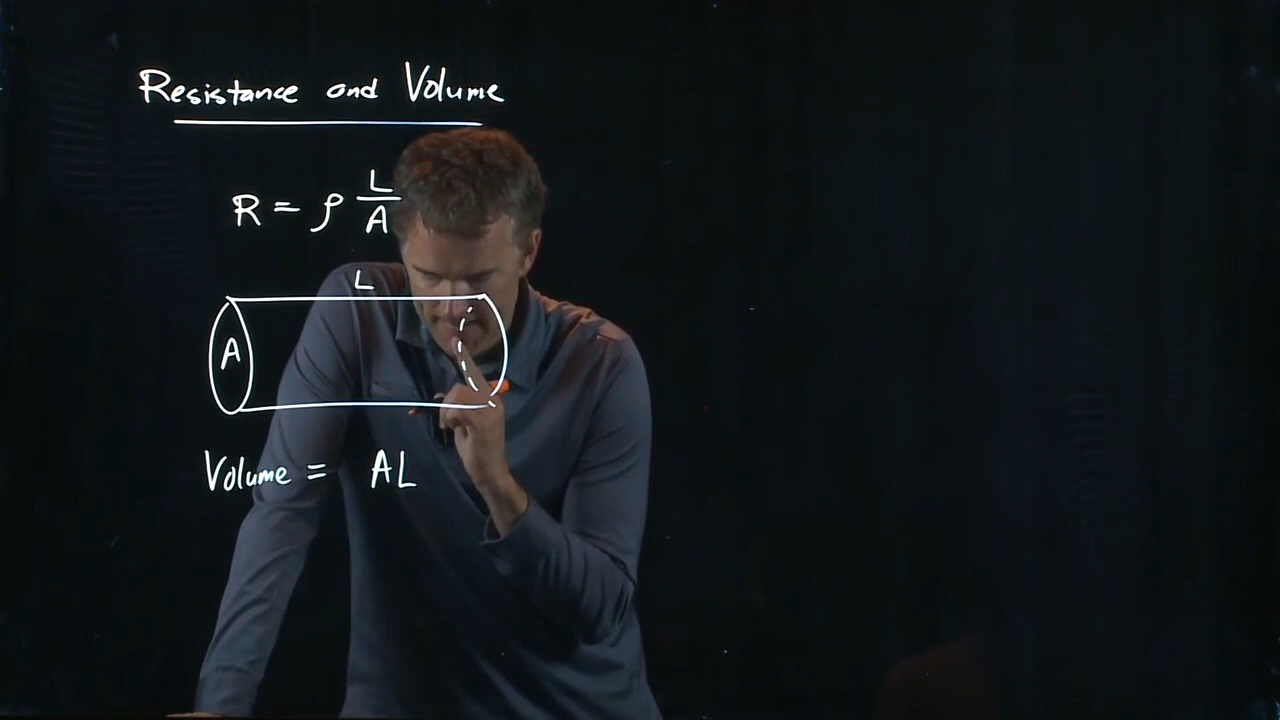 Resistance and Volume
R = ρ L/A
L
A
Volume = AL